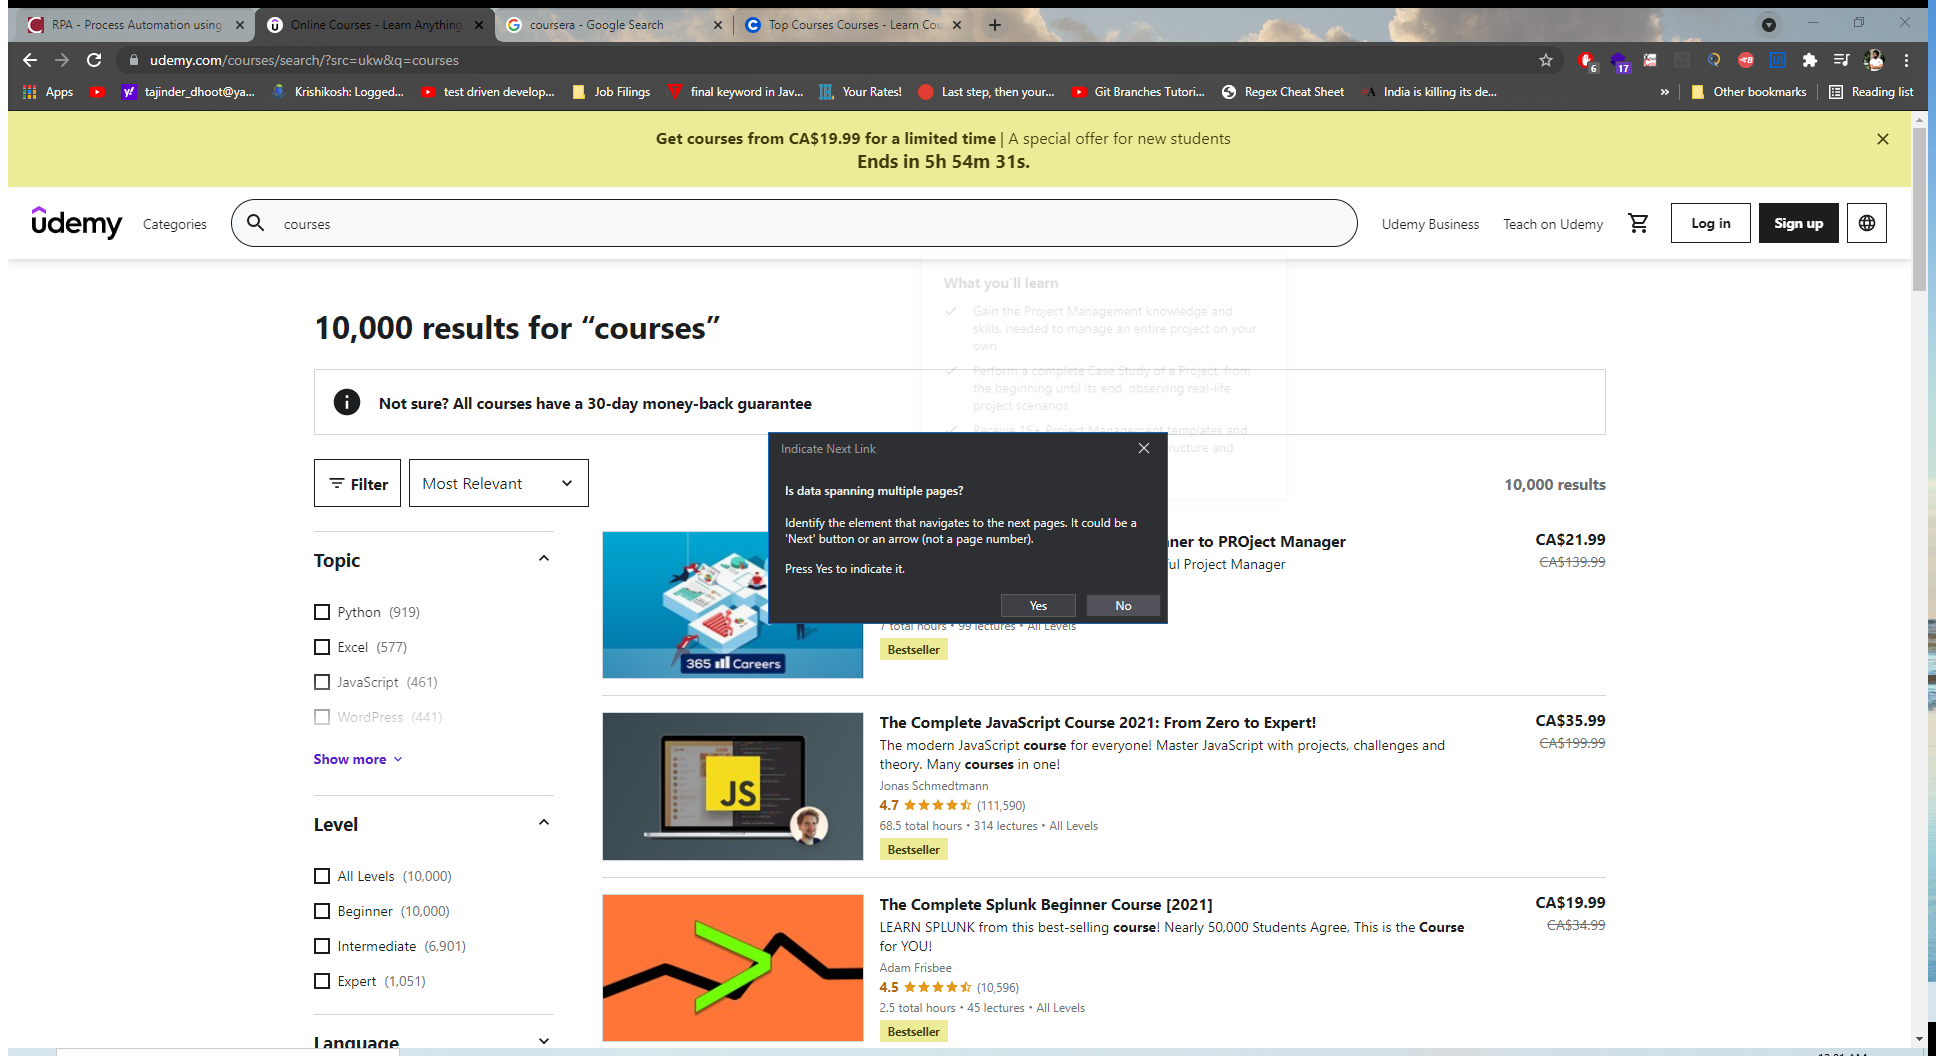 RPA - Process Automation using
Online Courses - Learn Anything
coursera - Google Search
Top Courses Courses - Learn Cou
udemy.com/courses/search/?src=ukw&q=courses
6
17
Apps
tajinder_dhoot@ya...
Krishikosh: Logged...
test driven develop...
Job Filings
final keyword in Jav...
Your Rates!
Last step, then your...
Git Branches Tutori...
Regex Cheat Sheet
India is killing its de...
Other bookmarks
Reading list
Get courses from CA$19.99 for a limited time | A special offer for new students
Ends in 5h 54m 31s.
udemy
Categories
courses
Udemy Business
Teach on Udemy
Log in
Sign up
What you'll learn
Gain the Project Management knowledge and
skills, needed to manage an entire project on your
own
Perform a complete Case Study of a Project, from
the beginning until its end, observing real-life
project scenarios
Receive 15+ Project Management templates and
ructure and
10,000 results for “courses”
Not sure? All courses have a 30-day money-back guarantee
Filter
Most Relevant
10,000 results
Indicate Next Link
Is data spanning multiple pages?
Identify the element that navigates to the next pages. It could be a
'Next' button or an arrow (not a page number).
Press Yes to indicate it.
Yes
No
Topic
Python (919)
Excel (577)
JavaScript (461)
WordPress (441)
Show more
Level
All Levels (10,000)
Beginner (10,000)
Intermediate (6,901)
Expert (1,051)
Language
365 Careers
nner to PROject Manager
ful Project Manager
7 total hours • 99 lectures • All Levels
Bestseller
CA$21.99
CA$139.99
JS
The Complete JavaScript Course 2021: From Zero to Expert!
The modern JavaScript course for everyone! Master JavaScript with projects, challenges and
theory. Many courses in one!
Jonas Schmedtmann
4.7 (111,590)
68.5 total hours • 314 lectures • All Levels
Bestseller
CA$35.99
CA$199.99
The Complete Splunk Beginner Course [2021]
LEARN SPLUNK from this best-selling course! Nearly 50,000 Students Agree, This is the Course
for YOU!
Adam Frisbee
4.5 (10,596)
2.5 total hours • 45 lectures • All Levels
Bestseller
CA$19.99
CA$34.99